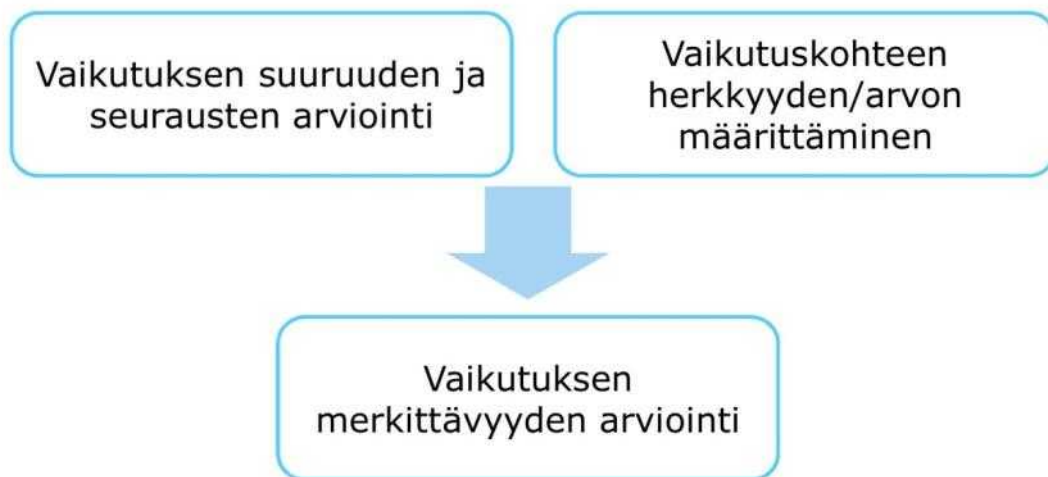 Vaikutuksen suuruuden ja
seurausten arviointi
Vaikutuskohteen
herkkyyden/arvon
määrittäminen
Vaikutuksen
merkittävyyden arviointi